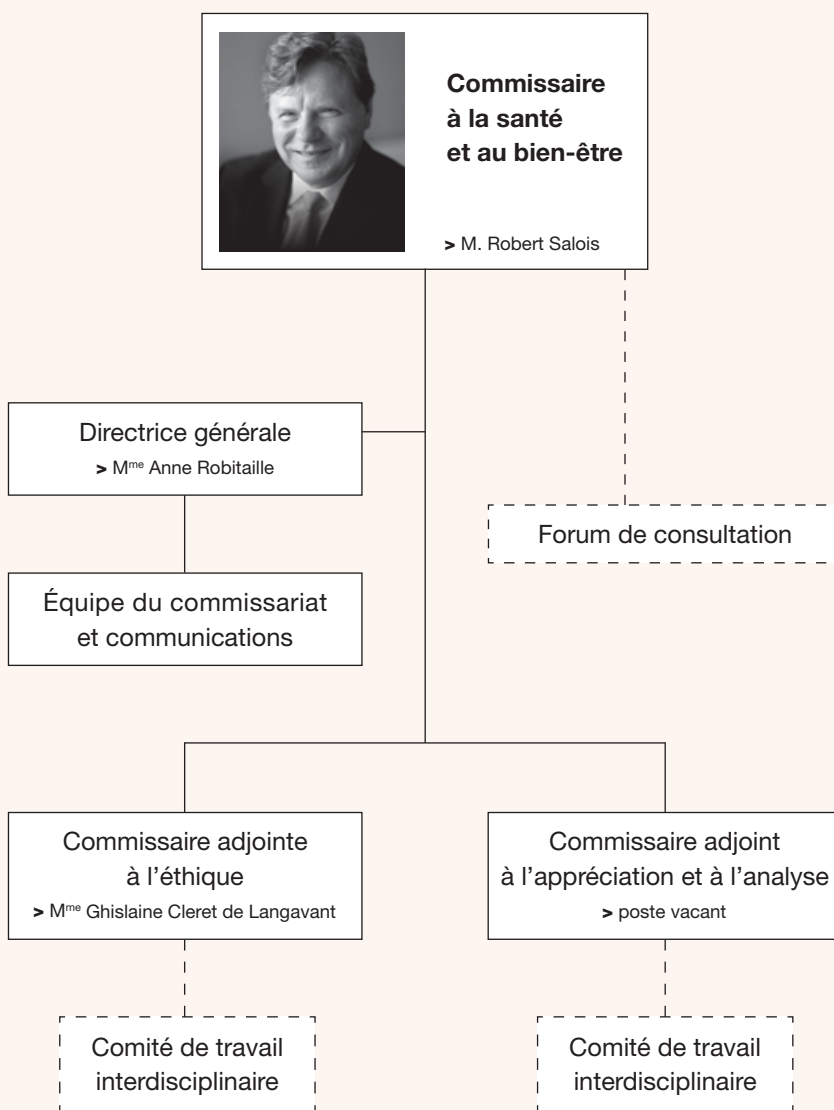 Commissaire
à la santé
et au bien-être
> M. Robert Salois
Directrice générale
> Mme Anne Robitaille
Forum de consultation
Équipe du commissariat
et communications
Commissaire adjointe
à l’éthique
> Mme Ghislaine Cleret de Langavant
Commissaire adjoint
à l’appréciation et à l’analyse
> poste vacant
Comité de travail
interdisciplinaire
Comité de travail
interdisciplinaire